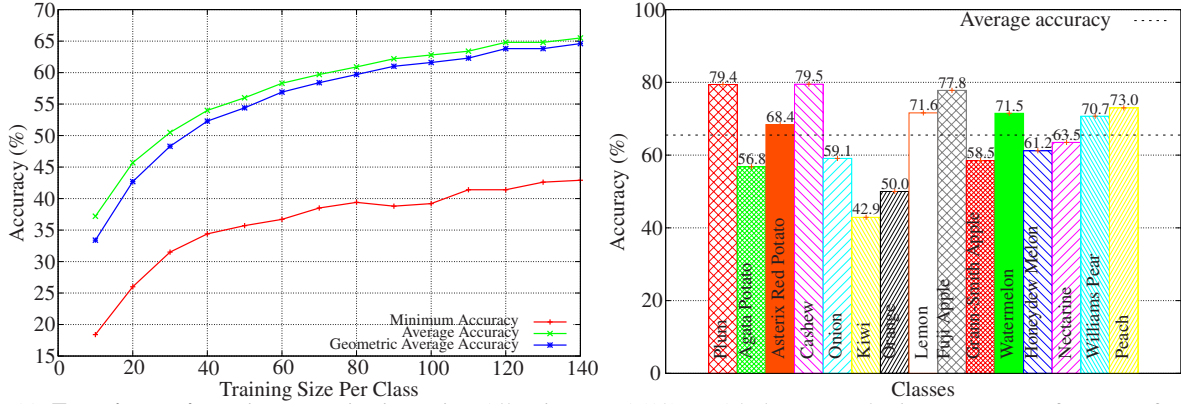 70
65
60
55
50
45
40
35
30
25
20
15
Accuracy (%)
0 20 40 60 80 100 120 140
Training Size Per Class
Minimum Accuracy
Average Accuracy
Geometric Average Accuracy
100
80
60
40
20
0
Accuracy (%)
Average accuracy
79.4
56.8
68.4
79.5
59.1
42.9
50.0
71.6
77.8
58.5
71.5
61.2
63.5
70.7
73.0
Plum
Agata Potato
Asterix Red Potato
Cashew
Onion
Kiwi
Orange
Lemon
Fuji Apple
Granny Smith Apple
Watermelon
Honeydew Melon
Nectarine
Williams Pear
Peach
Classes